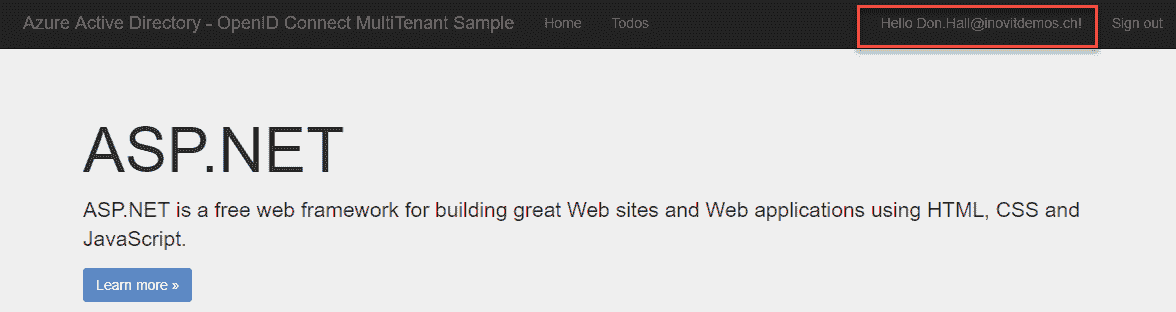 Azure Active Directory - OpenID Connect MultiTenant Sample Home Todos Hello Don.Hall@inovitdemos.ch! Sign out
ASP.NET
ASP.NET is a free web framework for building great Web sites and Web applications using HTML, CSS and
JavaScript.
Learn more »